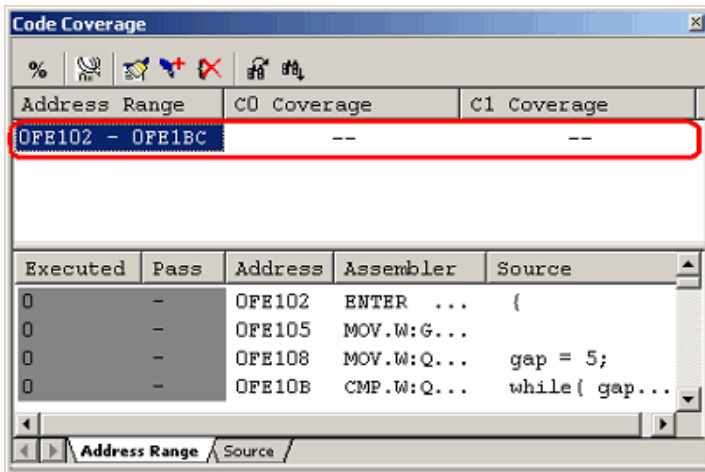 Code Coverage
%
Address Range C0 Coverage C1 Coverage
0FE102 - 0FE1BC -- --
Executed Pass Address Assembler Source
0 - 0FE102 ENTER ... {
0 - 0FE105 MOV.W:G...
0 - 0FE108 MOV.W:Q... gap = 5;
0 - 0FE10B CMP.W:Q... while( gap...
Address Range Source